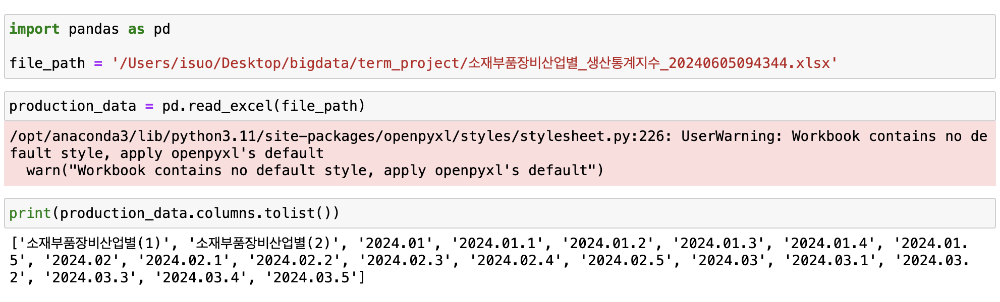 import pandas as pd
file_path = '/Users/isuo/Desktop/bigdata/term_project/소재부품장비산업별_생산통계지수_20240605094344.xlsx'
production_data = pd.read_excel(file_path)
/opt/anaconda3/lib/python3.11/site-packages/openpyxl/styles/stylesheet.py:226: UserWarning: Workbook contains no de
fault style, apply openpyxl's default
  warn("Workbook contains no default style, apply openpyxl's default")
print(production_data.columns.tolist())
['소재부품장비산업별(1)', '소재부품장비산업별(2)', '2024.01', '2024.01.1', '2024.01.2', '2024.01.3', '2024.01.4', '2024.01.
5', '2024.02', '2024.02.1', '2024.02.2', '2024.02.3', '2024.02.4', '2024.02.5', '2024.03', '2024.03.1', '2024.03.
2', '2024.03.3', '2024.03.4', '2024.03.5']